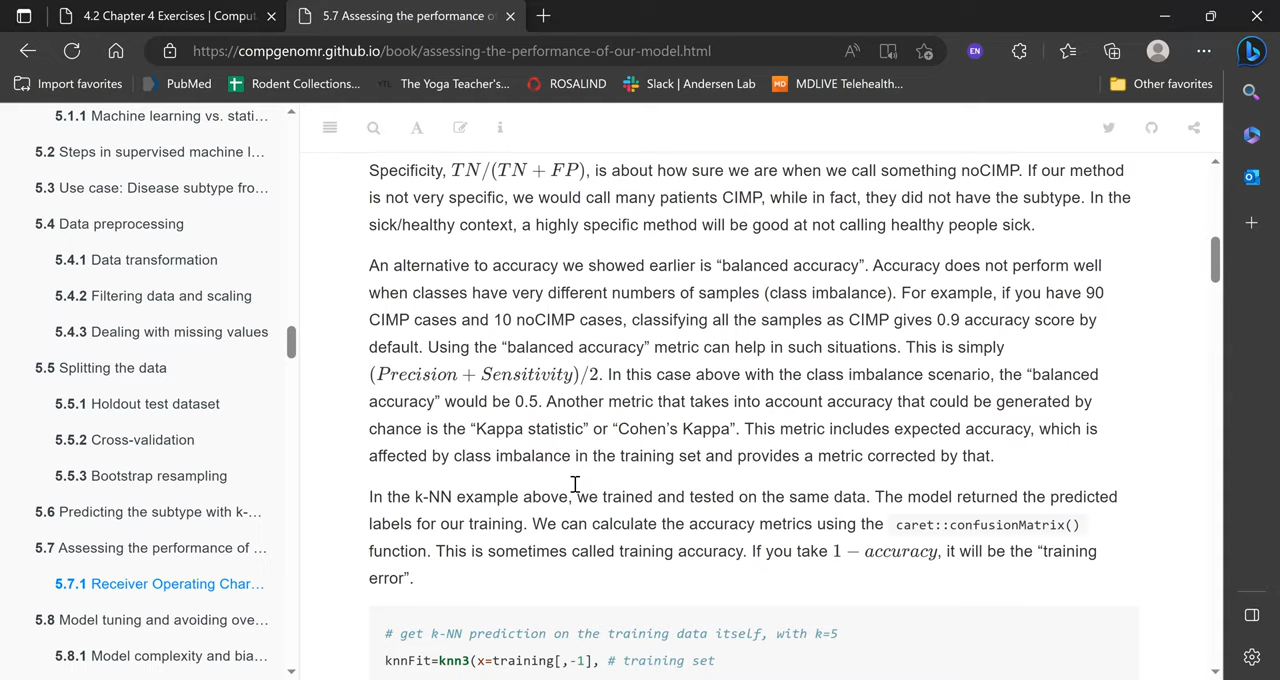 4.2 Chapter 4 Exercises | Comput
5.7 Assessing the performance o
https://compgenomr.github.io/book/assessing-the-performance-of-our-model.html
EN
Import favorites
PubMed
Rodent Collections...
YTL The Yoga Teacher's...
ROSALIND
Slack | Andersen Lab
MD MDLIVE Telehealth...
Other favorites
5.1.1 Machine learning vs. stati...
5.2 Steps in supervised machine l...
5.3 Use case: Disease subtype fro...
5.4 Data preprocessing
5.4.1 Data transformation
5.4.2 Filtering data and scaling
5.4.3 Dealing with missing values
5.5 Splitting the data
5.5.1 Holdout test dataset
5.5.2 Cross-validation
5.5.3 Bootstrap resampling
5.6 Predicting the subtype with k-...
5.7 Assessing the performance of ...
5.7.1 Receiver Operating Char...
5.8 Model tuning and avoiding ove...
5.8.1 Model complexity and bia...
Specificity, TN/(TN + FP), is about how sure we are when we call something noCIMP. If our method
is not very specific, we would call many patients CIMP, while in fact, they did not have the subtype. In the
sick/healthy context, a highly specific method will be good at not calling healthy people sick.
An alternative to accuracy we showed earlier is “balanced accuracy”. Accuracy does not perform well
when classes have very different numbers of samples (class imbalance). For example, if you have 90
CIMP cases and 10 noCIMP cases, classifying all the samples as CIMP gives 0.9 accuracy score by
default. Using the “balanced accuracy” metric can help in such situations. This is simply
(Precision + Sensitivity)/2. In this case above with the class imbalance scenario, the “balanced
accuracy” would be 0.5. Another metric that takes into account accuracy that could be generated by
chance is the “Kappa statistic” or “Cohen’s Kappa”. This metric includes expected accuracy, which is
affected by class imbalance in the training set and provides a metric corrected by that.
In the k-NN example above, we trained and tested on the same data. The model returned the predicted
labels for our training. We can calculate the accuracy metrics using the caret::confusionMatrix()
function. This is sometimes called training accuracy. If you take 1 − accuracy, it will be the “training
error”.
# get k-NN prediction on the training data itself, with k=5
knnFit=knn3(x=training[,-1], # training set